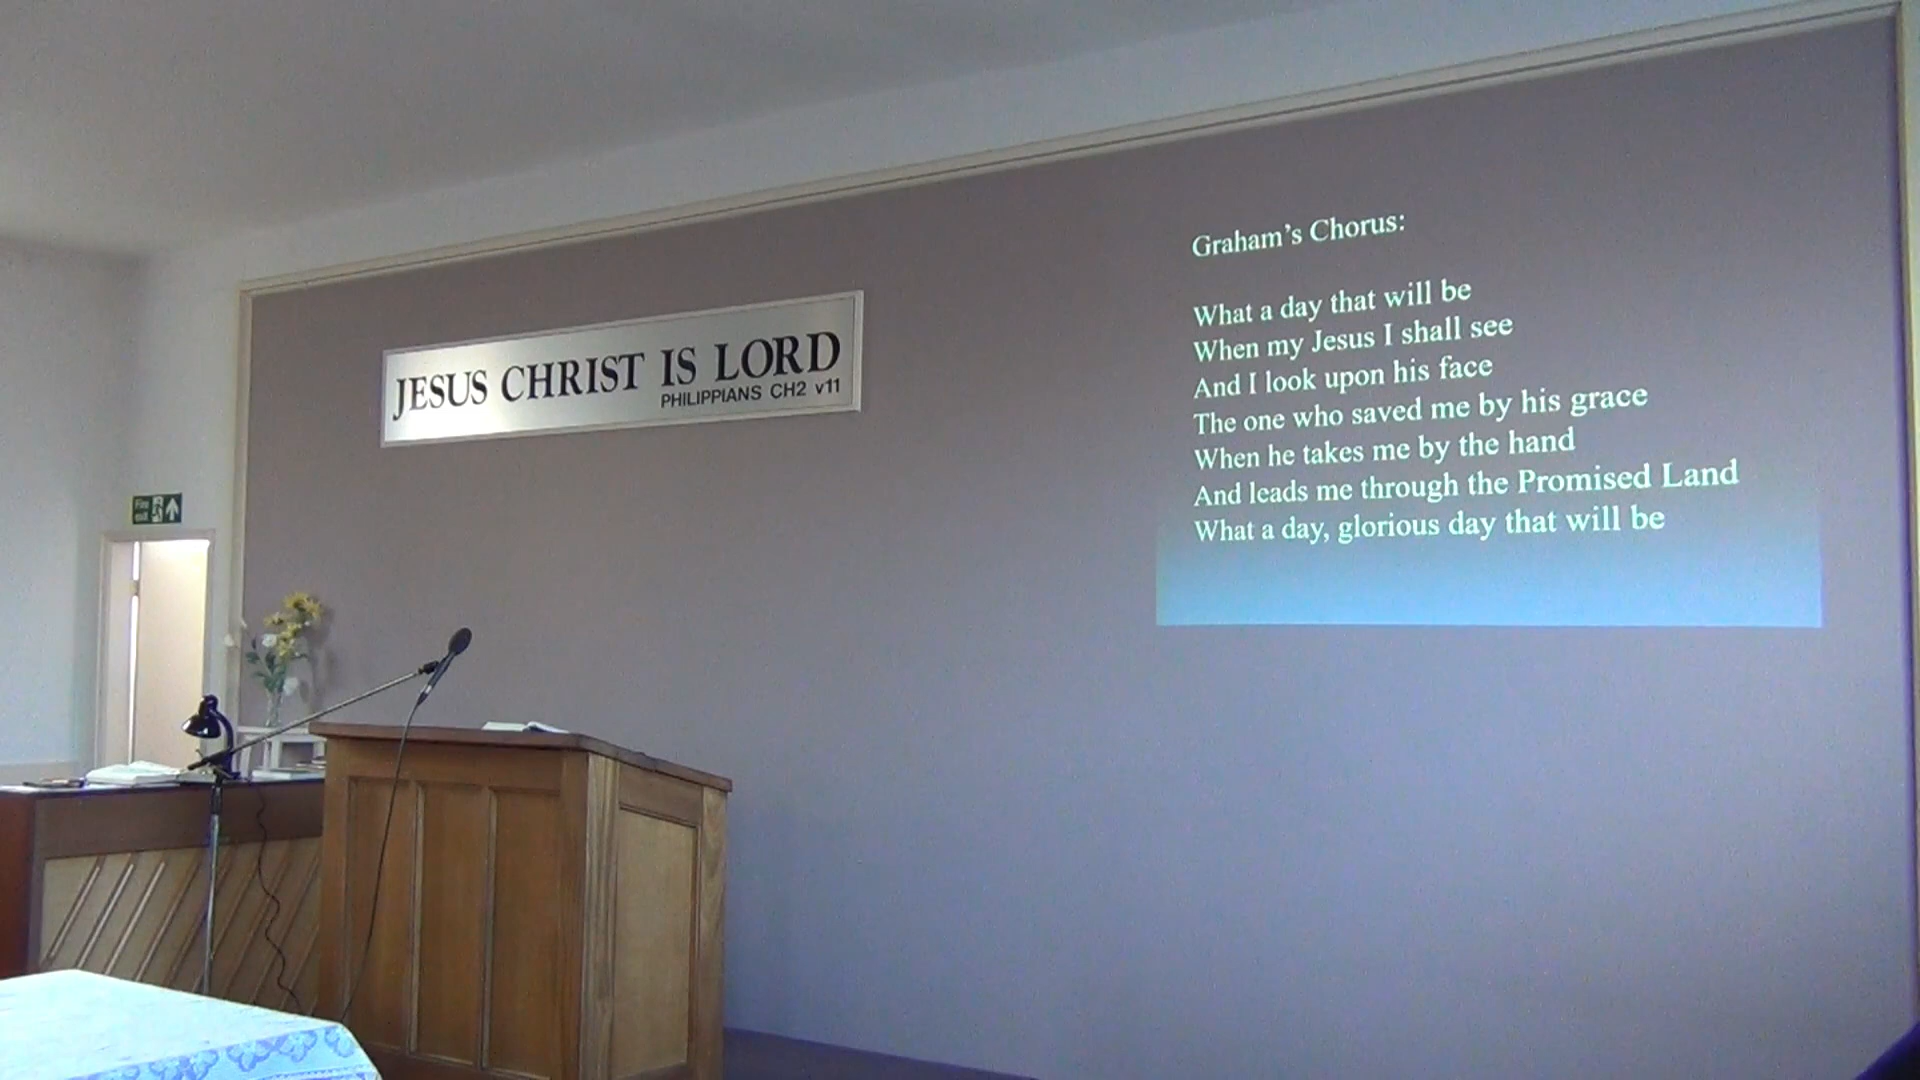 JESUS CHRIST IS LORD
PHILIPPIANS CH2 v11
Graham's Chorus:
What a day that will be
When my Jesus I shall see
And I look upon his face
The one who saved me by his grace
When he takes me by the hand
And leads me through the Promised Land
What a day, glorious day that will be
Fire
exit